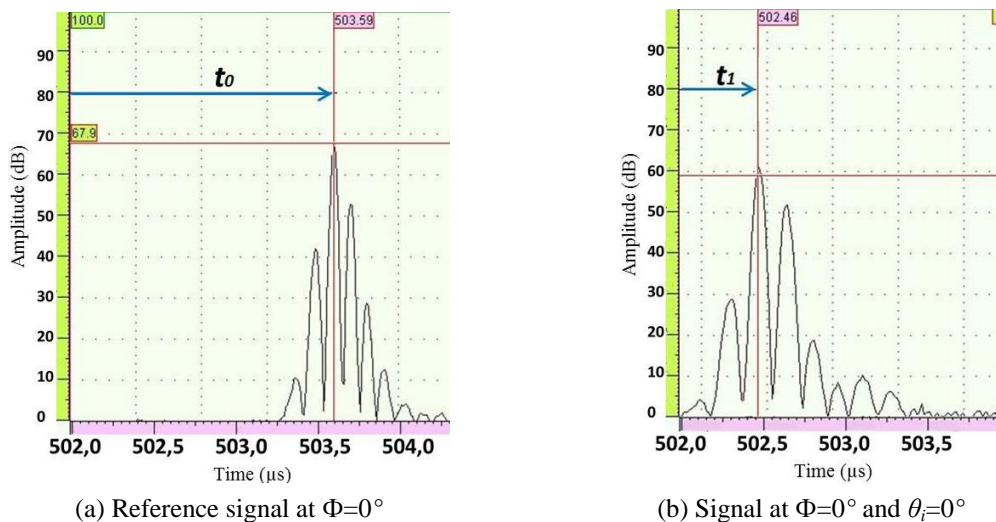 100.0
503.59
90
80
70
67.9
60
50
40
30
20
10
0
t0
Amplitude (dB)
502,0 502,5 503,0 503,5 504,0
Time (µs)
(a) Reference signal at Φ=0°
502.46
90
80
70
60
50
40
30
20
10
0
t1
Amplitude (dB)
502 502,5 503,0 503,5
Time (µs)
(b) Signal at Φ=0° and θi=0°